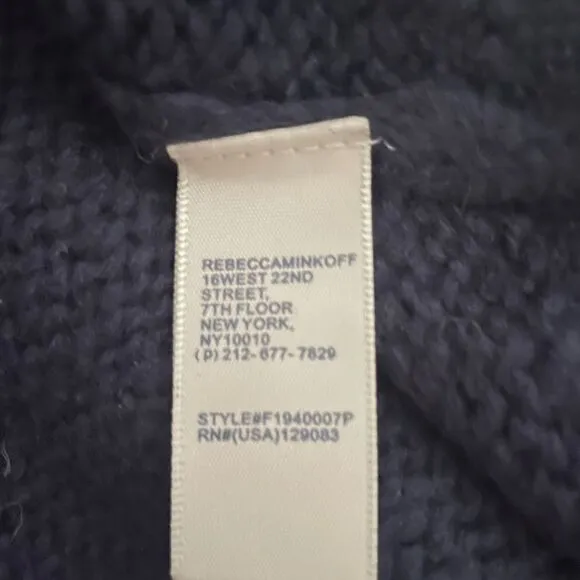 REBECCAMINKOFF
16WEST 22ND
STREET,
7TH FLOOR
NEW YORK,
NY10010
(p) 212-677-7829
STYLE#F1940007P
RN#(USA)129083